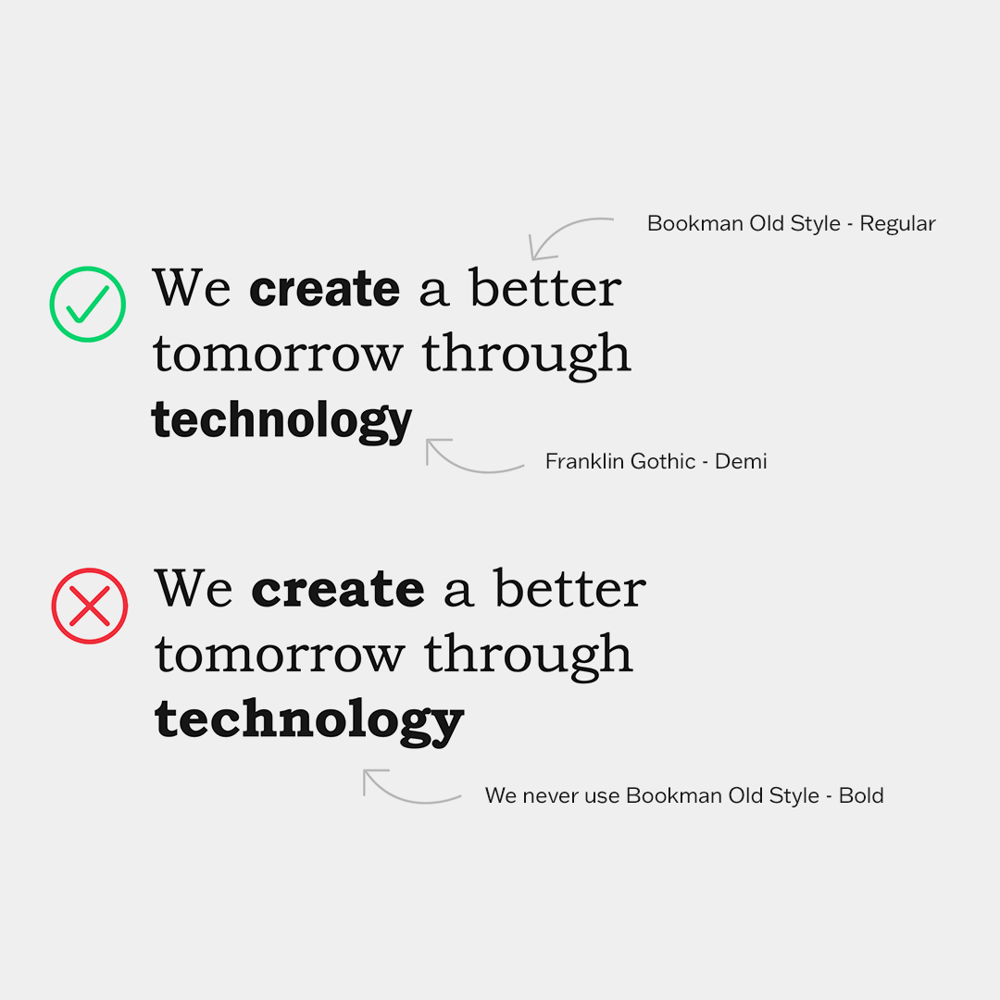 Bookman Old Style - Regular
We create a better
tomorrow through
technology
Franklin Gothic - Demi
We create a better
tomorrow through
technology
We never use Bookman Old Style - Bold